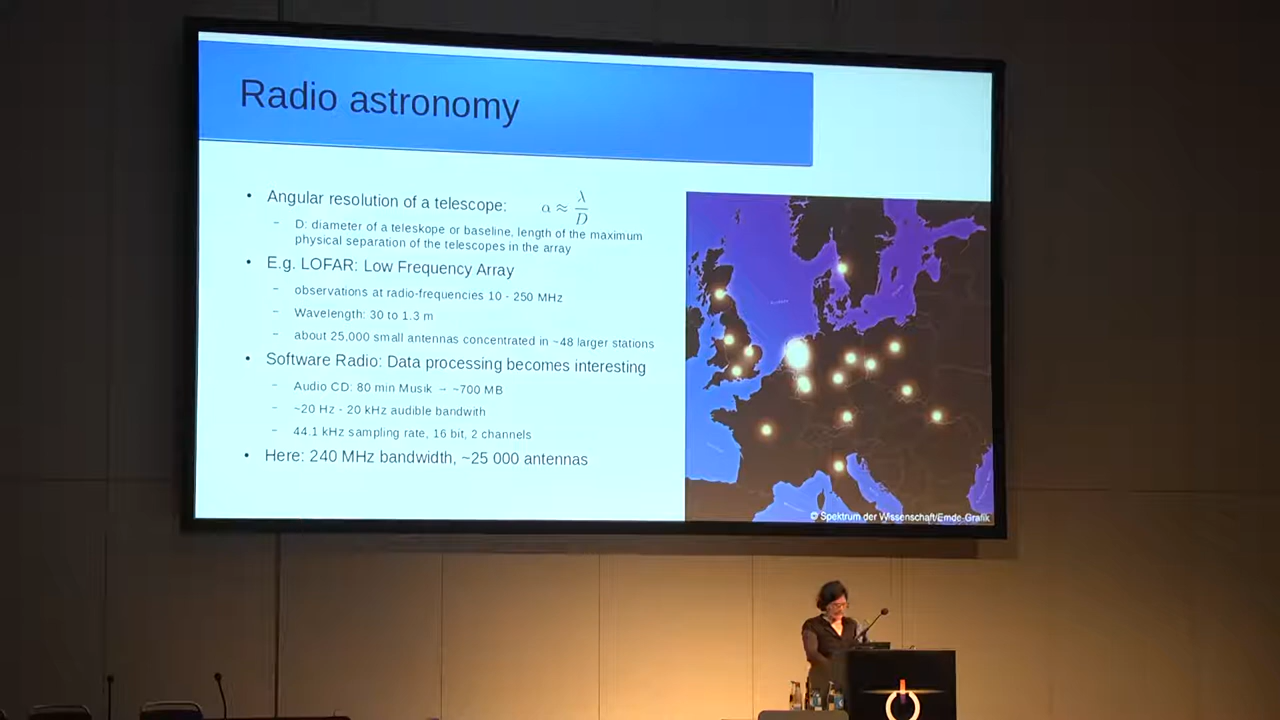 Radio astronomy
• Angular resolution of a telescope: α ≈ λ/D
– D: diameter of a teleskope or baseline, length of the maximum
physical separation of the telescopes in the array
• E.g. LOFAR: Low Frequency Array
– observations at radio-frequencies 10 - 250 MHz
– Wavelength: 30 to 1.3 m
– about 25,000 small antennas concentrated in ~48 larger stations
• Software Radio: Data processing becomes interesting
– Audio CD: 80 min Musik → ~700 MB
– ~20 Hz - 20 kHz audible bandwith
– 44.1 kHz sampling rate, 16 bit, 2 channels
• Here: 240 MHz bandwidth, ~25 000 antennas
© Spektrum der Wissenschaft/Emde-Grafik